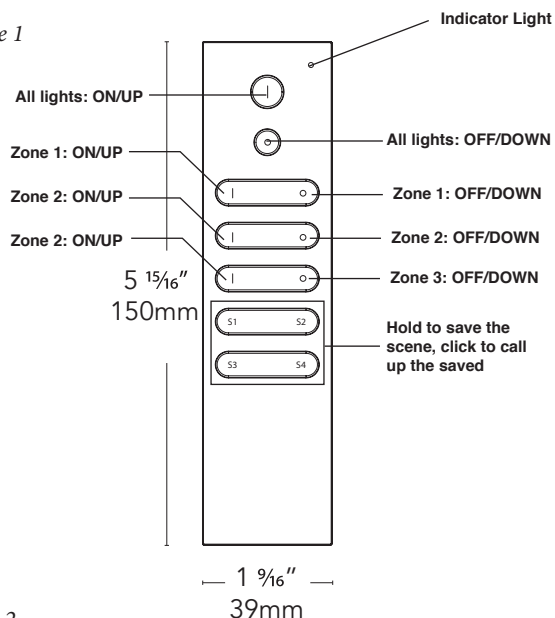 e 1
Indicator Light
All lights: ON/UP
All lights: OFF/DOWN
Zone 1: ON/UP
Zone 1: OFF/DOWN
Zone 2: ON/UP
Zone 2: OFF/DOWN
Zone 2: ON/UP
Zone 3: OFF/DOWN
5 15/16"
150mm
S1 S2
S3 S4
Hold to save the
scene, click to call
up the saved
1 9/16"
39mm
2